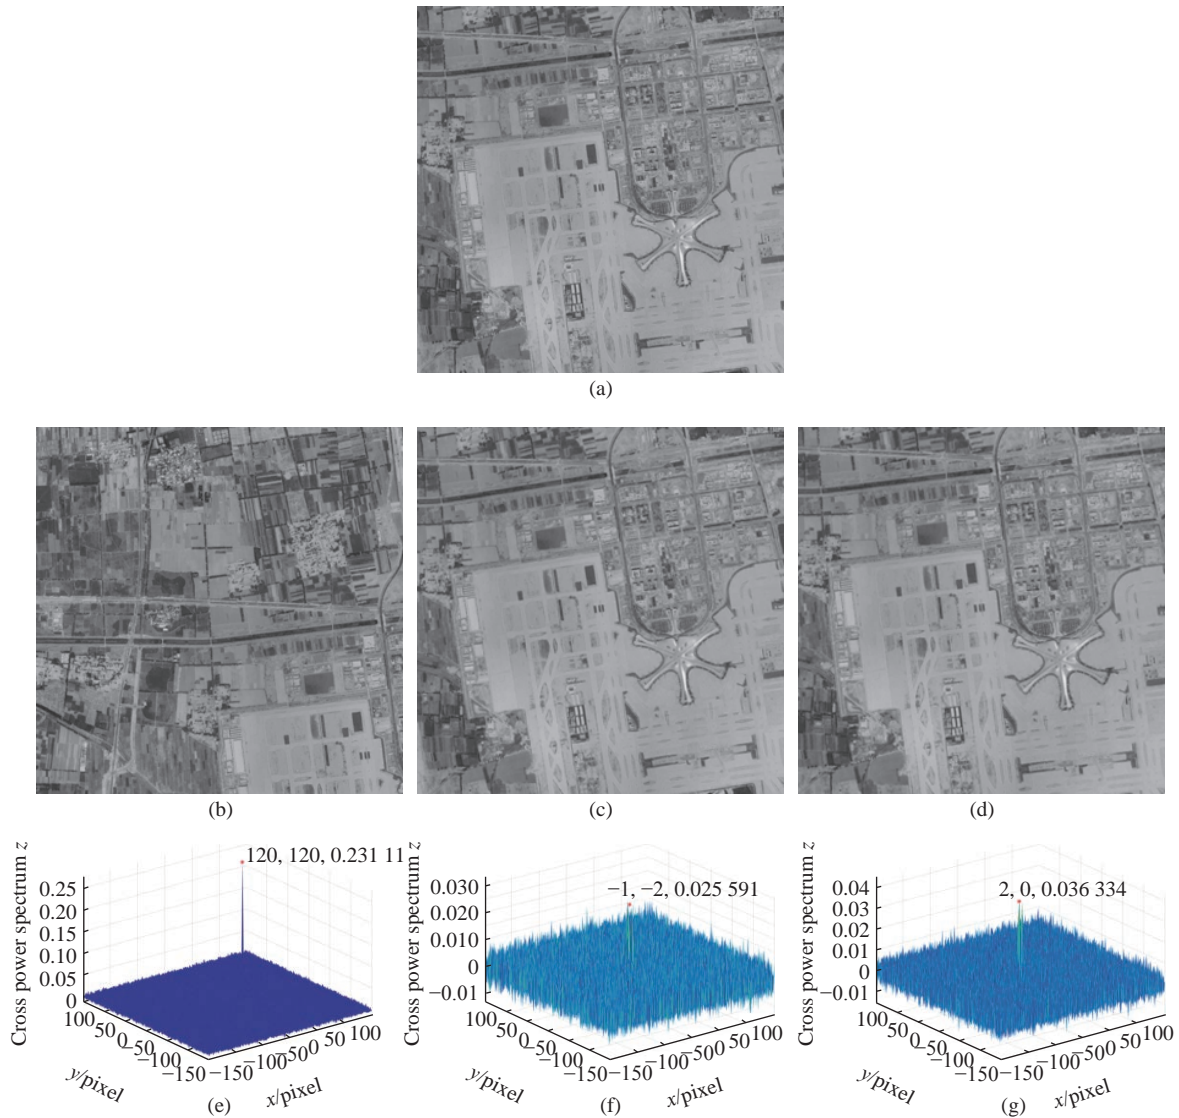 (a)
(b)
(c)
(d)
120, 120, 0.231 11
Cross power spectrum z
0.25
0.20
0.15
0.10
0.05
0
100
50
0
−50
−100
−150
y/pixel
−150
−100
−50
0
50
100
x/pixel
(e)
−1, −2, 0.025 591
Cross power spectrum z
0.030
0.020
0.010
0
−0.01
100
50
0
−50
−100
−150
y/pixel
−150
−100
−50
0
50
100
x/pixel
(f)
2, 0, 0.036 334
Cross power spectrum z
0.04
0.03
0.02
0.01
0
−0.01
100
50
0
−50
−100
−150
y/pixel
−150
−100
−50
0
50
100
x/pixel
(g)